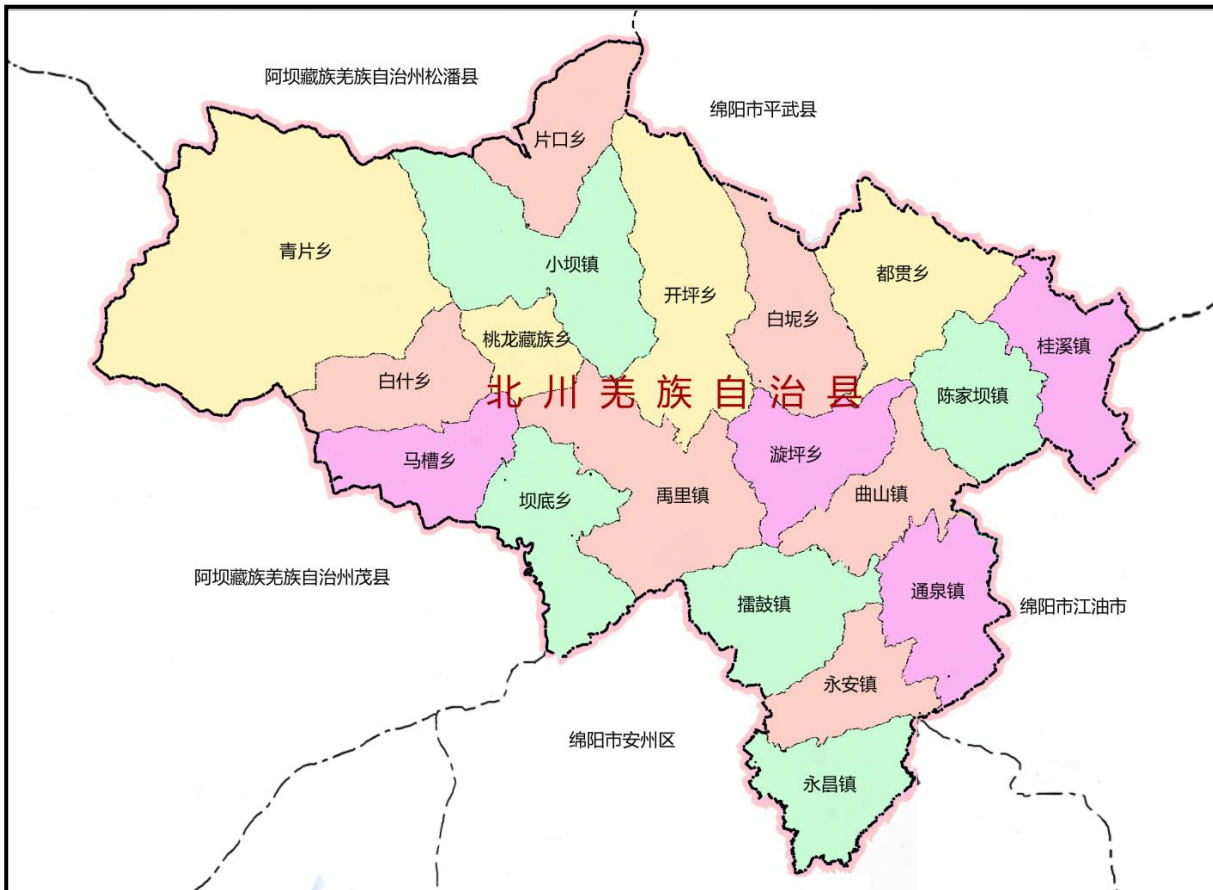 阿坝藏族羌族自治州松潘县
绵阳市平武县
片口乡
青片乡
小坝镇
开坪乡
都贯乡
白坭乡
桂溪镇
桃龙藏族乡
白什乡
北川羌族自治县
陈家坝镇
马槽乡
漩坪乡
坝底乡
禹里镇
曲山镇
阿坝藏族羌族自治州茂县
擂鼓镇
通泉镇
绵阳市江油市
永安镇
绵阳市安州区
永昌镇